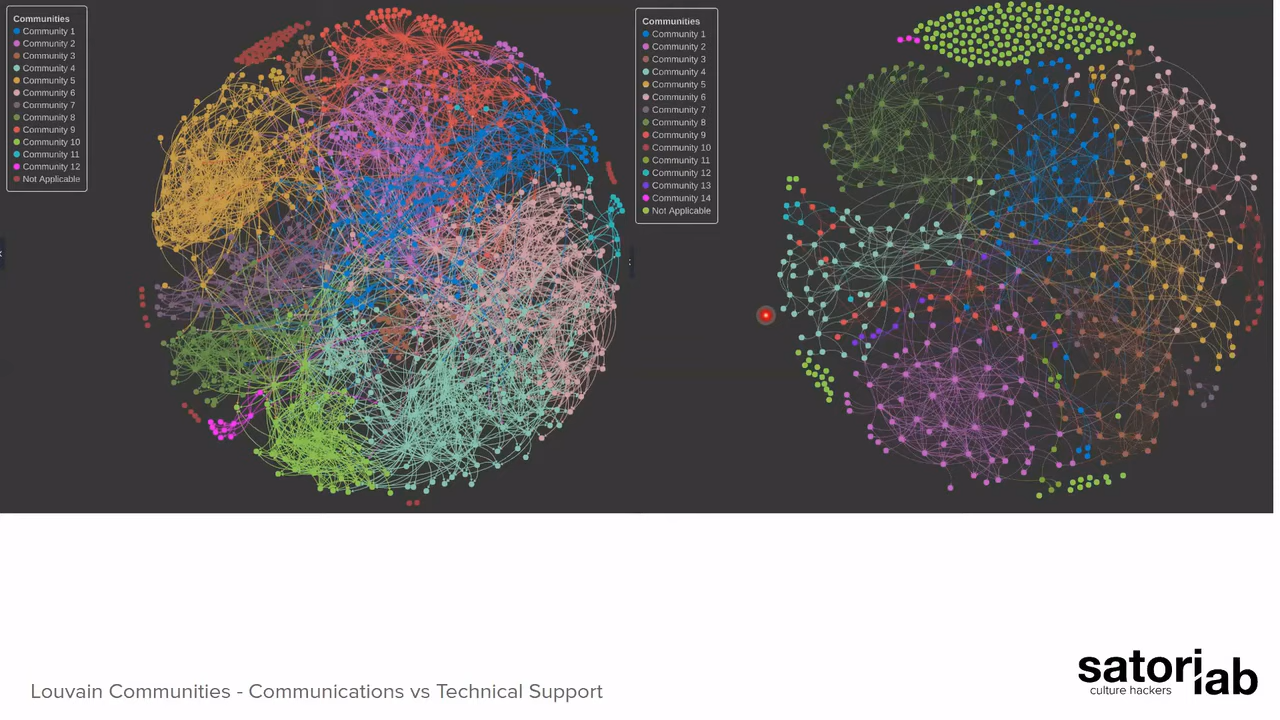 Communities
Community 1
Community 2
Community 3
Community 4
Community 5
Community 6
Community 7
Community 8
Community 9
Community 10
Community 11
Community 12
Not Applicable
Communities
Community 1
Community 2
Community 3
Community 4
Community 5
Community 6
Community 7
Community 8
Community 9
Community 10
Community 11
Community 12
Community 13
Community 14
Not Applicable
Louvain Communities - Communications vs Technical Support
satori lab
culture hackers